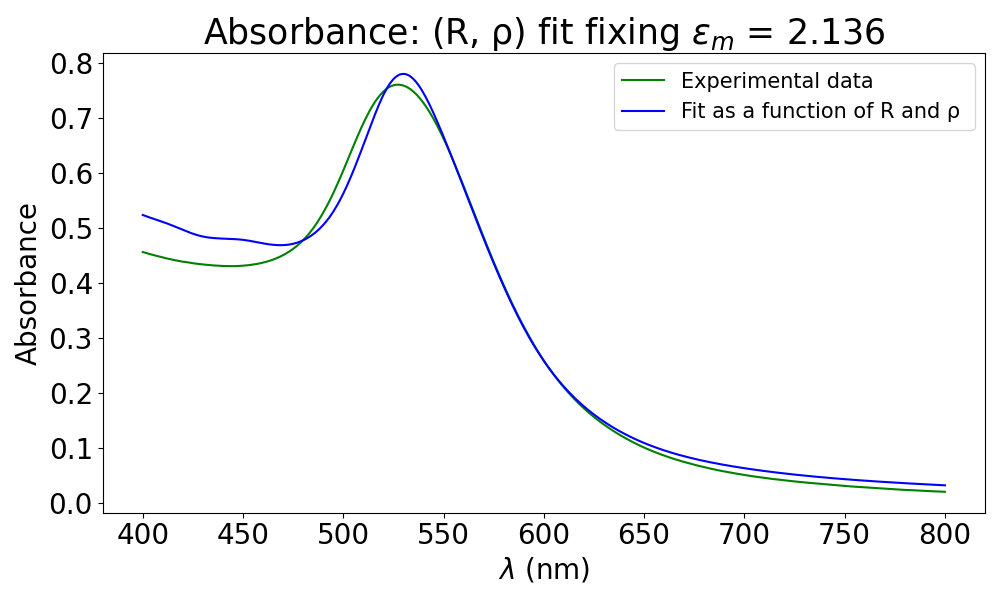 Absorbance: (R, ρ) fit fixing εm = 2.136
Experimental data
Fit as a function of R and ρ
Absorbance
0.8
0.7
0.6
0.5
0.4
0.3
0.2
0.1
0.0
400 450 500 550 600 650 700 750 800
λ (nm)